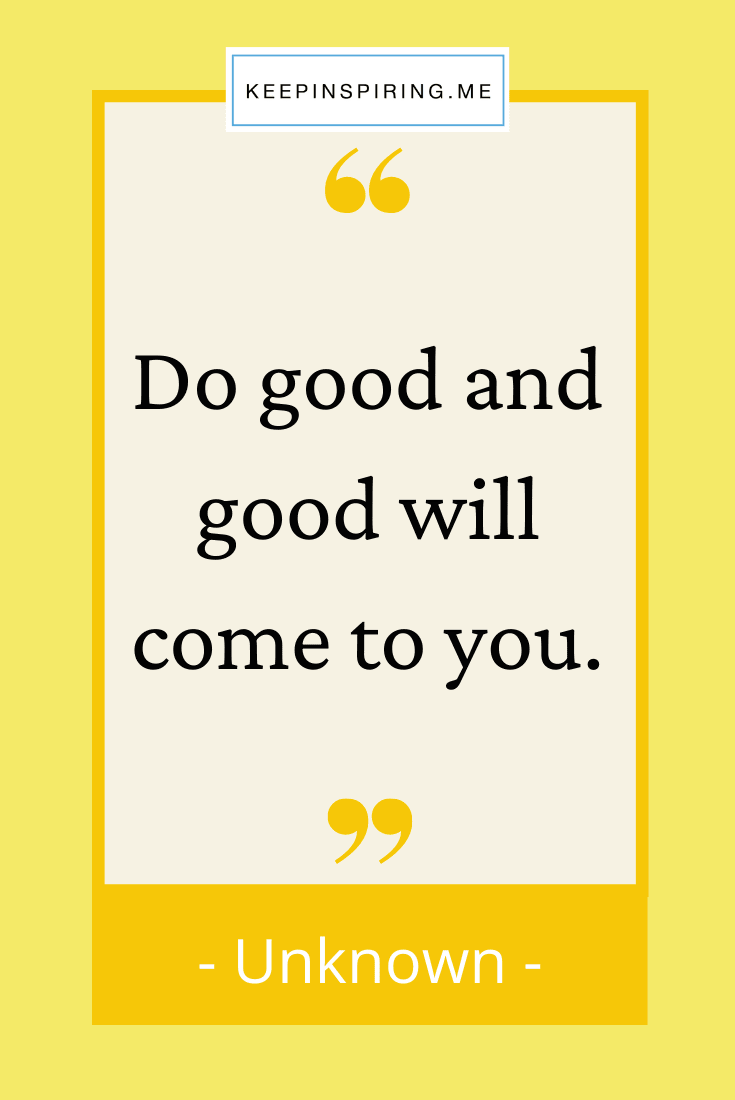 KEEPINSPIRING.ME
“
Do good and
good will
come to you.
”
- Unknown -